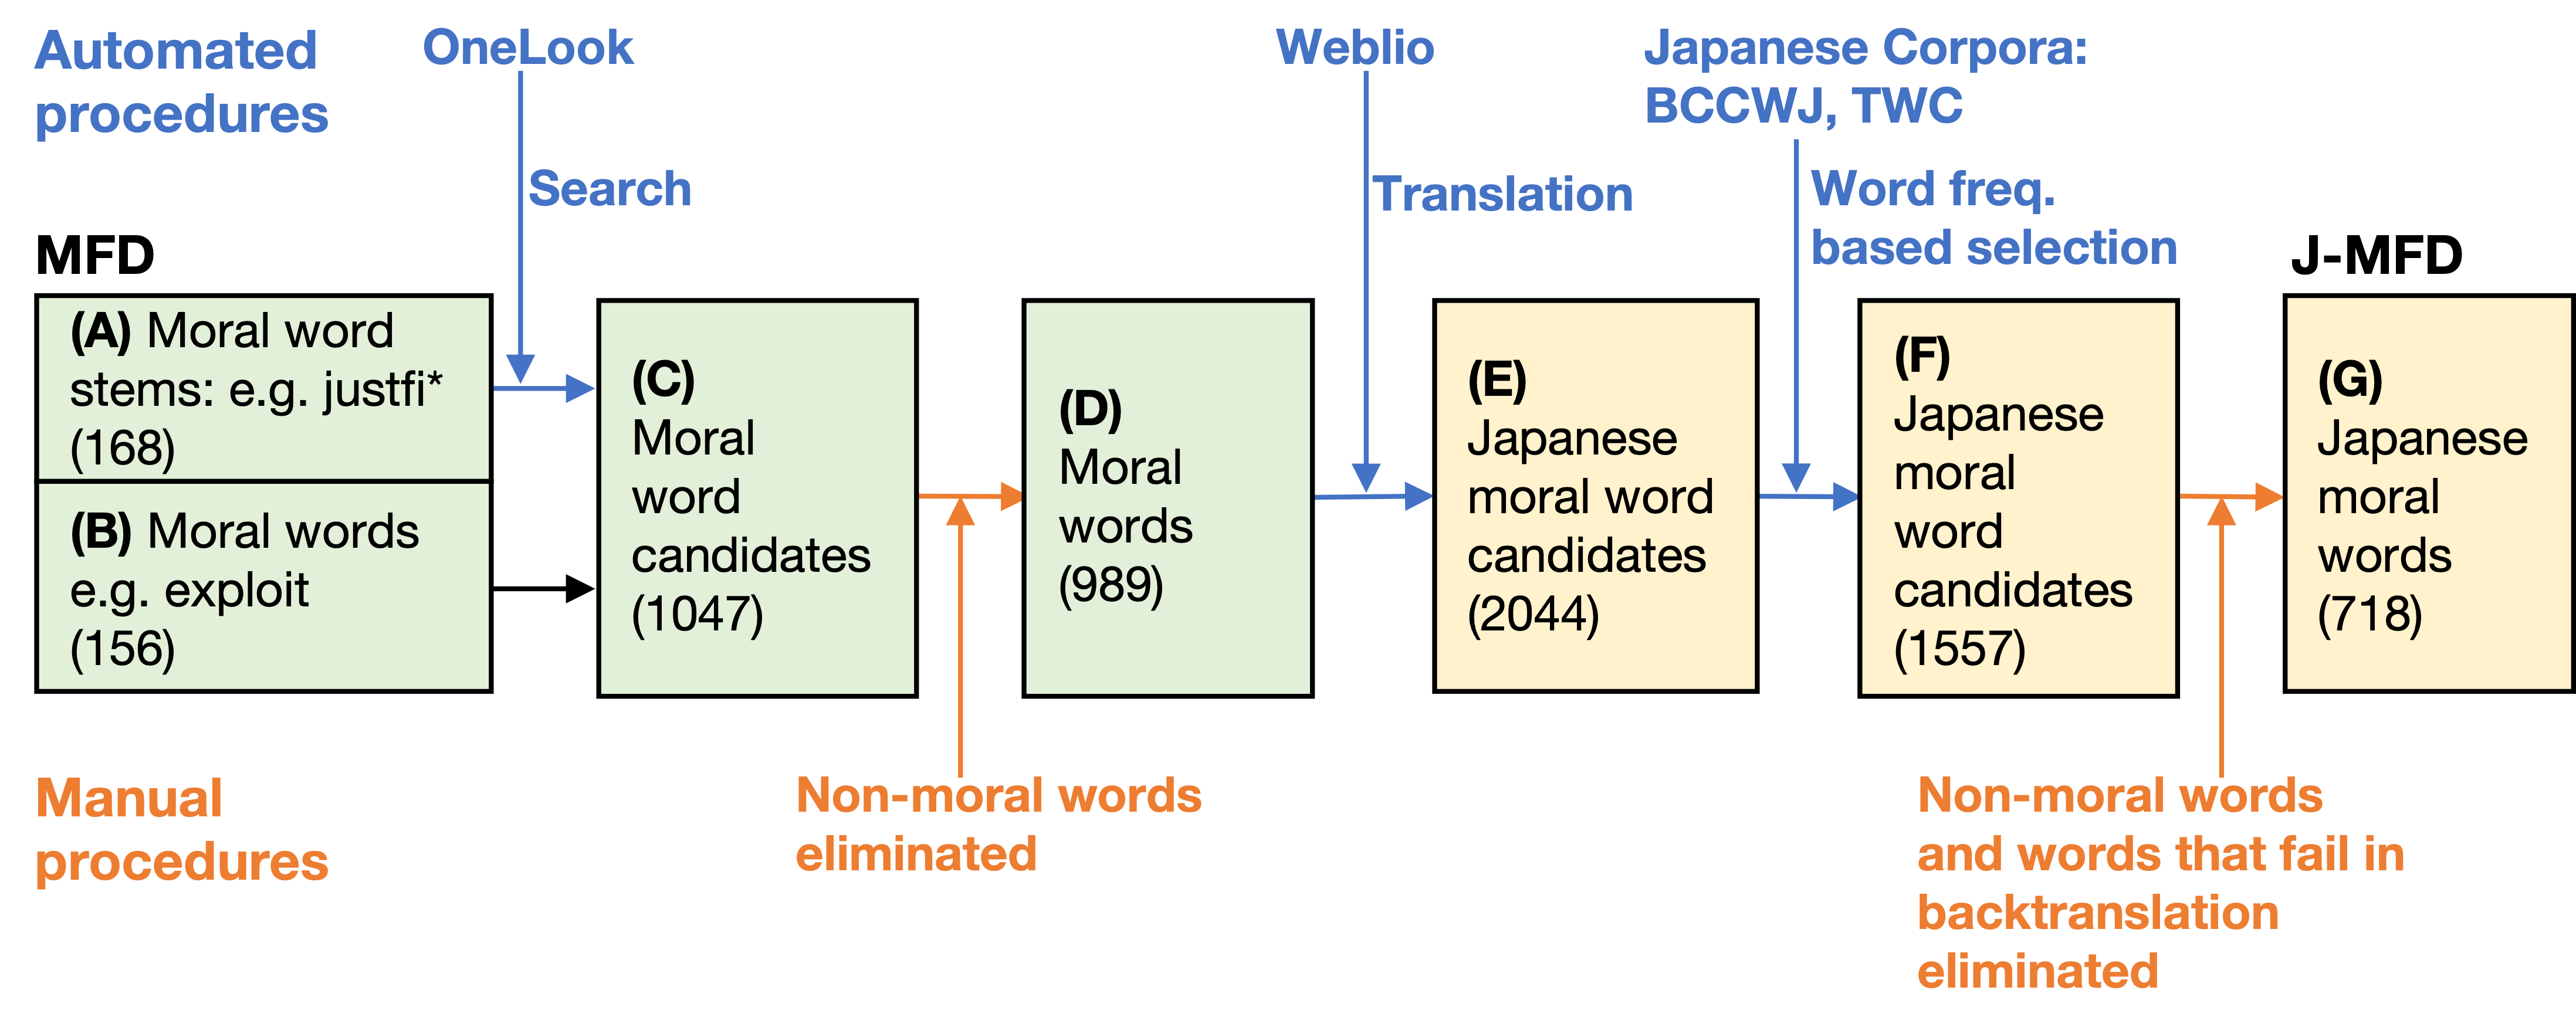 Automated
procedures
OneLook
Search
Weblio
Translation
Japanese Corpora:
BCCWJ, TWC
Word freq.
based selection
MFD
(A) Moral word
stems: e.g. justfi*
(168)
(B) Moral words
e.g. exploit
(156)
(C)
Moral
word
candidates
(1047)
(D)
Moral
words
(989)
(E)
Japanese
moral word
candidates
(2044)
(F)
Japanese
moral
word
candidates
(1557)
J-MFD
(G)
Japanese
moral
words
(718)
Manual
procedures
Non-moral words
eliminated
Non-moral words
and words that fail in
backtranslation
eliminated